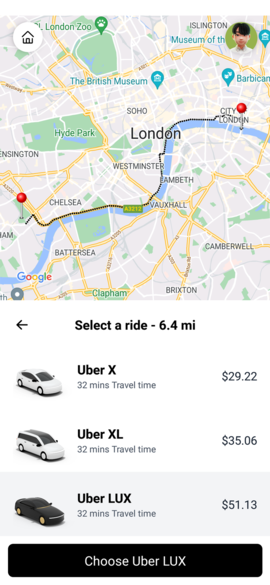 London Zoo
ISLINGTON
Museum of the
The British Museum
Barbican
SOHO
CITY
LONDON
Hyde Park
London
ENSINGTON
WESTMINSTER
LAMBETH
CHELSEA
A3212
VAUXHALL
HAM
BATTERSEA
CAMBERWELL
Google
Clapham
BRIXTON
Select a ride - 6.4 mi
Uber X
32 mins Travel time
$29.22
Uber XL
32 mins Travel time
$35.06
Uber LUX
32 mins Travel time
$51.13
Choose Uber LUX